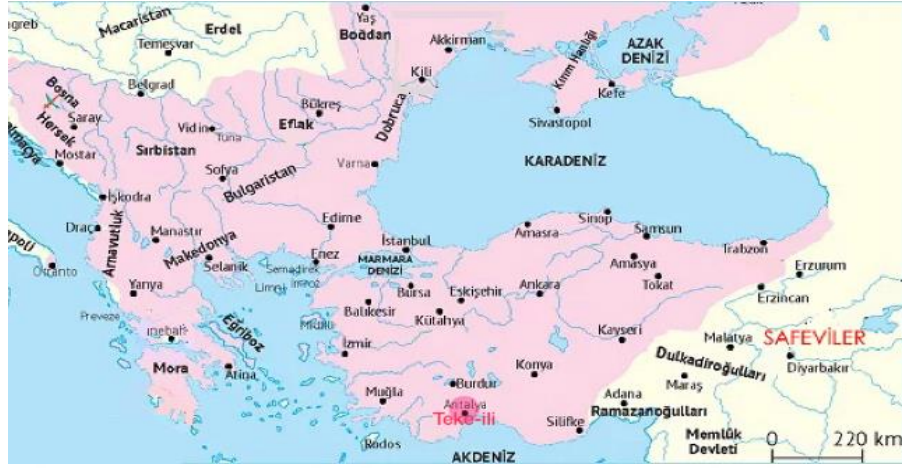 Macaristan
Erdel
Temeşvar
Yaş
Boğdan
Akkirman
Kili
Kırım Hanlığı
AZAK
DENİZİ
Kefe
Sivastopol
Belgrad
Bosna
Hersek
Saray
Mostar
Vidin
Tuna
Bükreş
Eflak
Dobruca
Sırbistan
Sofya
Bulgaristan
Varna
KARADENİZ
İşkodra
Draç
Arnavutluk
Manastır
Makedonya
Selanik
Edirne
Enez
İstanbul
MARMARA
DENİZİ
Semadirek
Limni
İmroz
Otranto
Yanya
Preveze
İnebahtı
Eğriboz
Mora
Atina
Midilli
Bursa
Balıkesir
Eskişehir
Kütahya
Ankara
Amasra
Sinop
Samsun
Amasya
Tokat
Trabzon
Erzurum
Erzincan
İzmir
Kayseri
Malatya
SAFEVİLER
Diyarbakır
Dulkadiroğulları
Maraş
Konya
Burdur
Muğla
Antalya
Teke-ili
Adana
Ramazanoğulları
Silifke
Memlûk
Devleti
Rodos
AKDENİZ
0 220 km